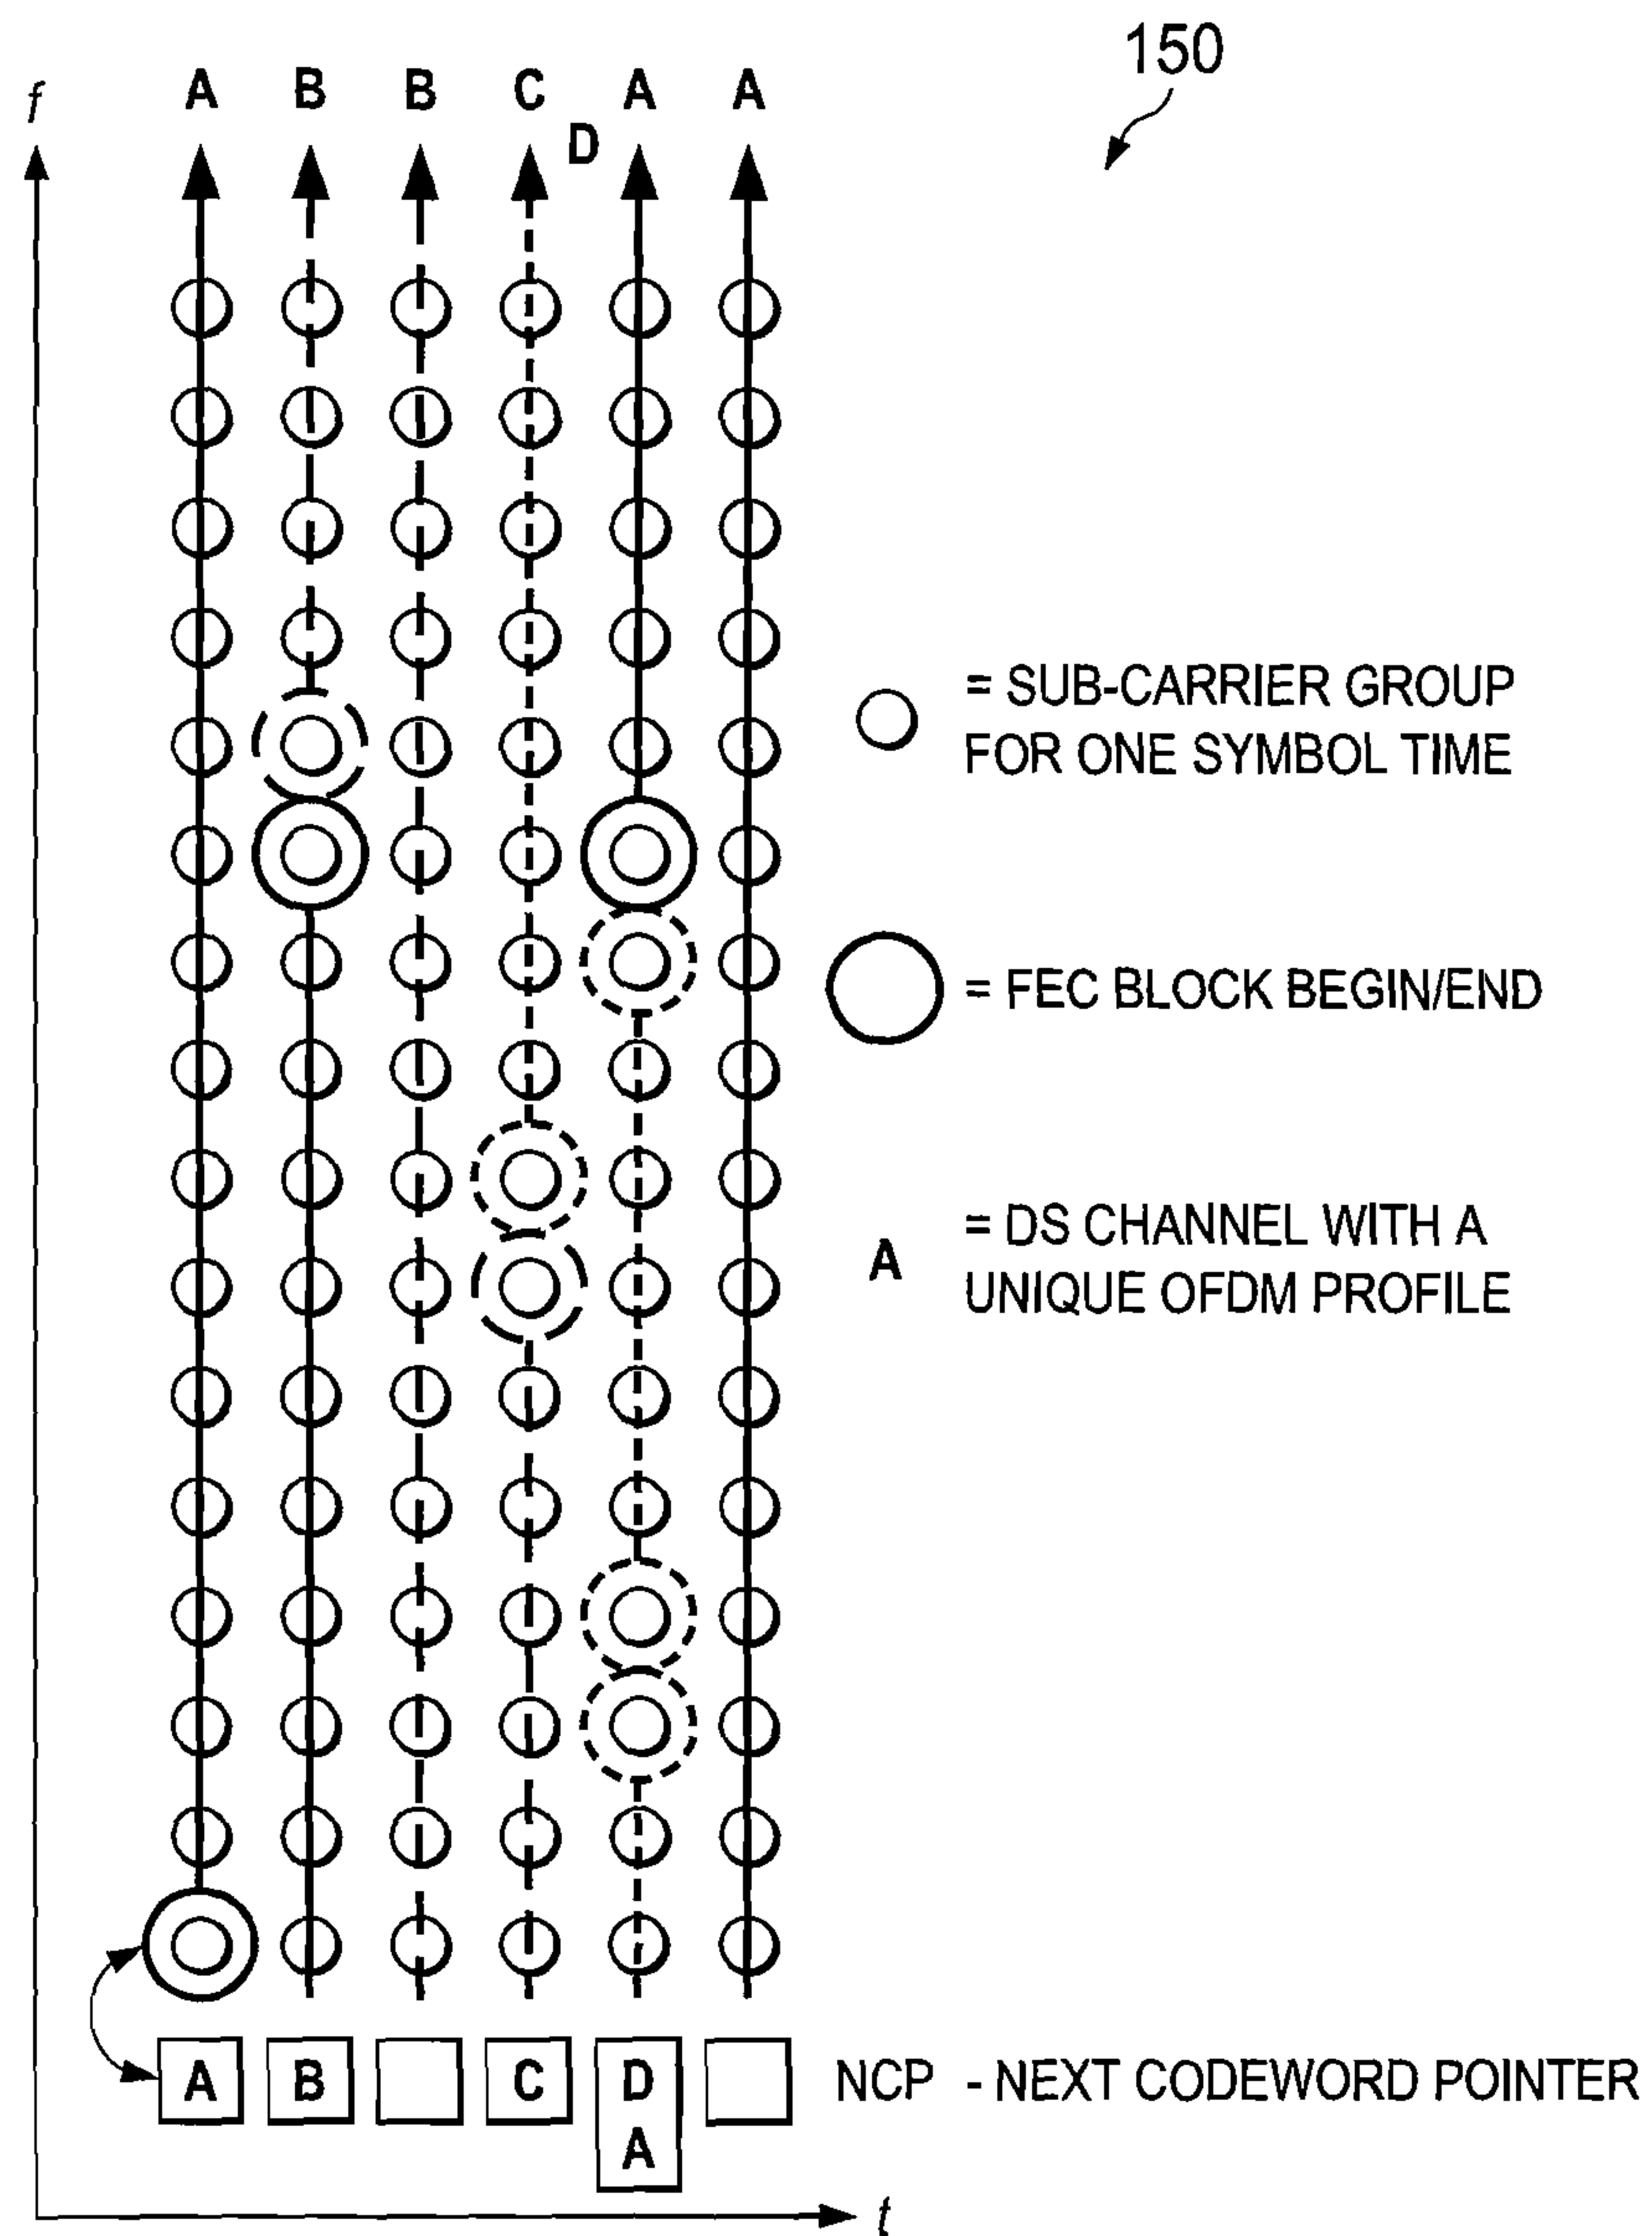 150
f
A B B C A A
D
= SUB-CARRIER GROUP
FOR ONE SYMBOL TIME
= FEC BLOCK BEGIN/END
A = DS CHANNEL WITH A
UNIQUE OFDM PROFILE
A B C D NCP - NEXT CODEWORD POINTER
A
t